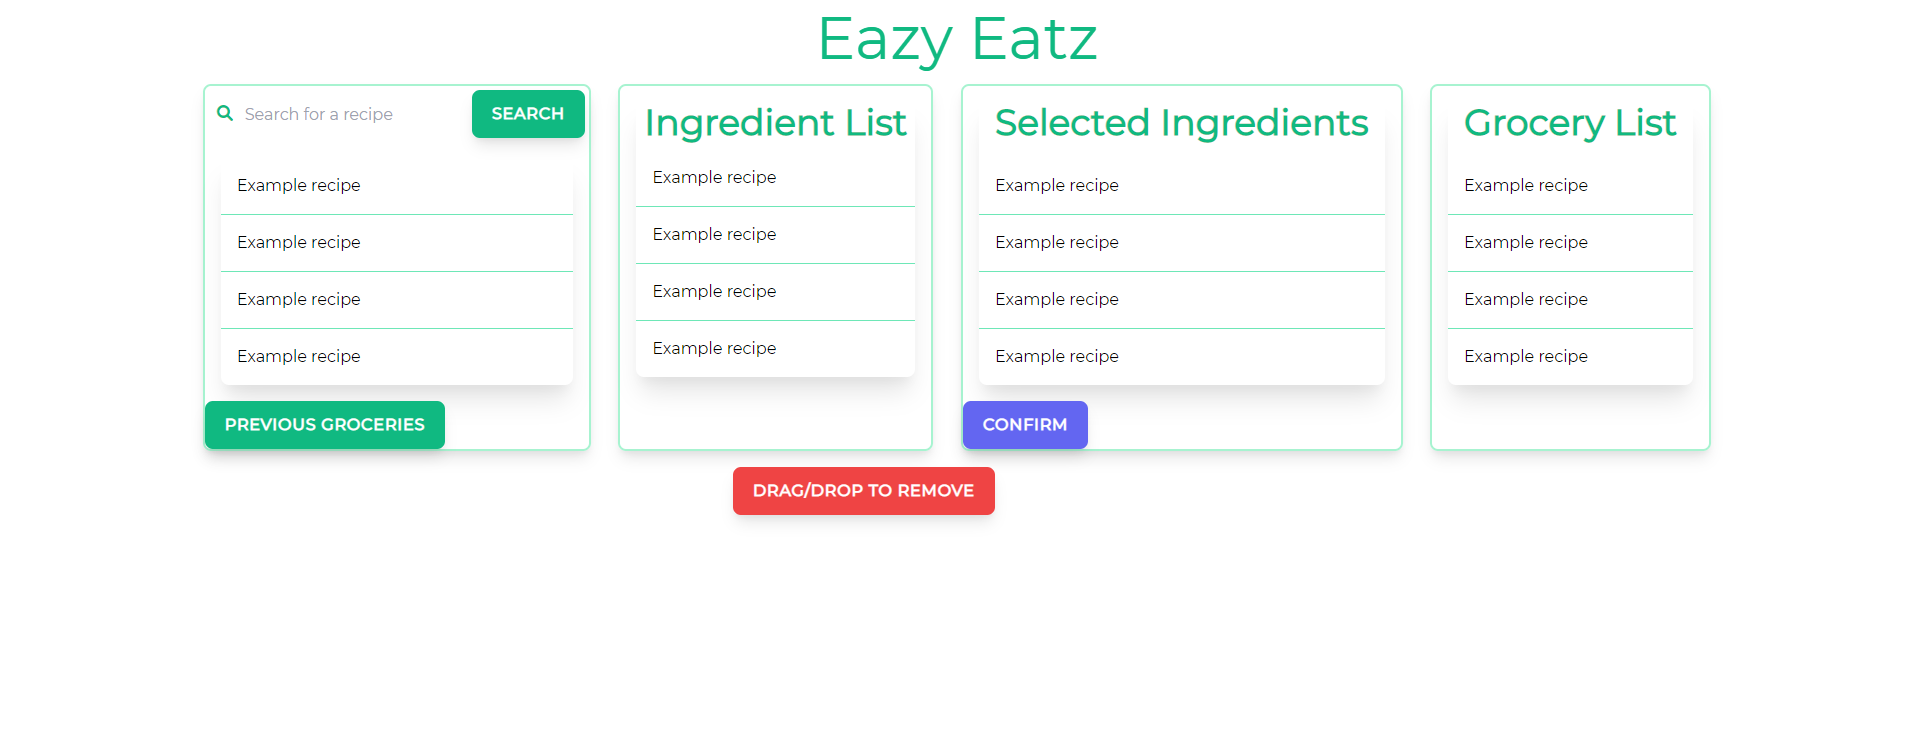 Eazy Eatz
Search for a recipe
SEARCH
Example recipe
Example recipe
Example recipe
Example recipe
PREVIOUS GROCERIES
Ingredient List
Example recipe
Example recipe
Example recipe
Example recipe
Selected Ingredients
Example recipe
Example recipe
Example recipe
Example recipe
CONFIRM
Grocery List
Example recipe
Example recipe
Example recipe
Example recipe
DRAG/DROP TO REMOVE